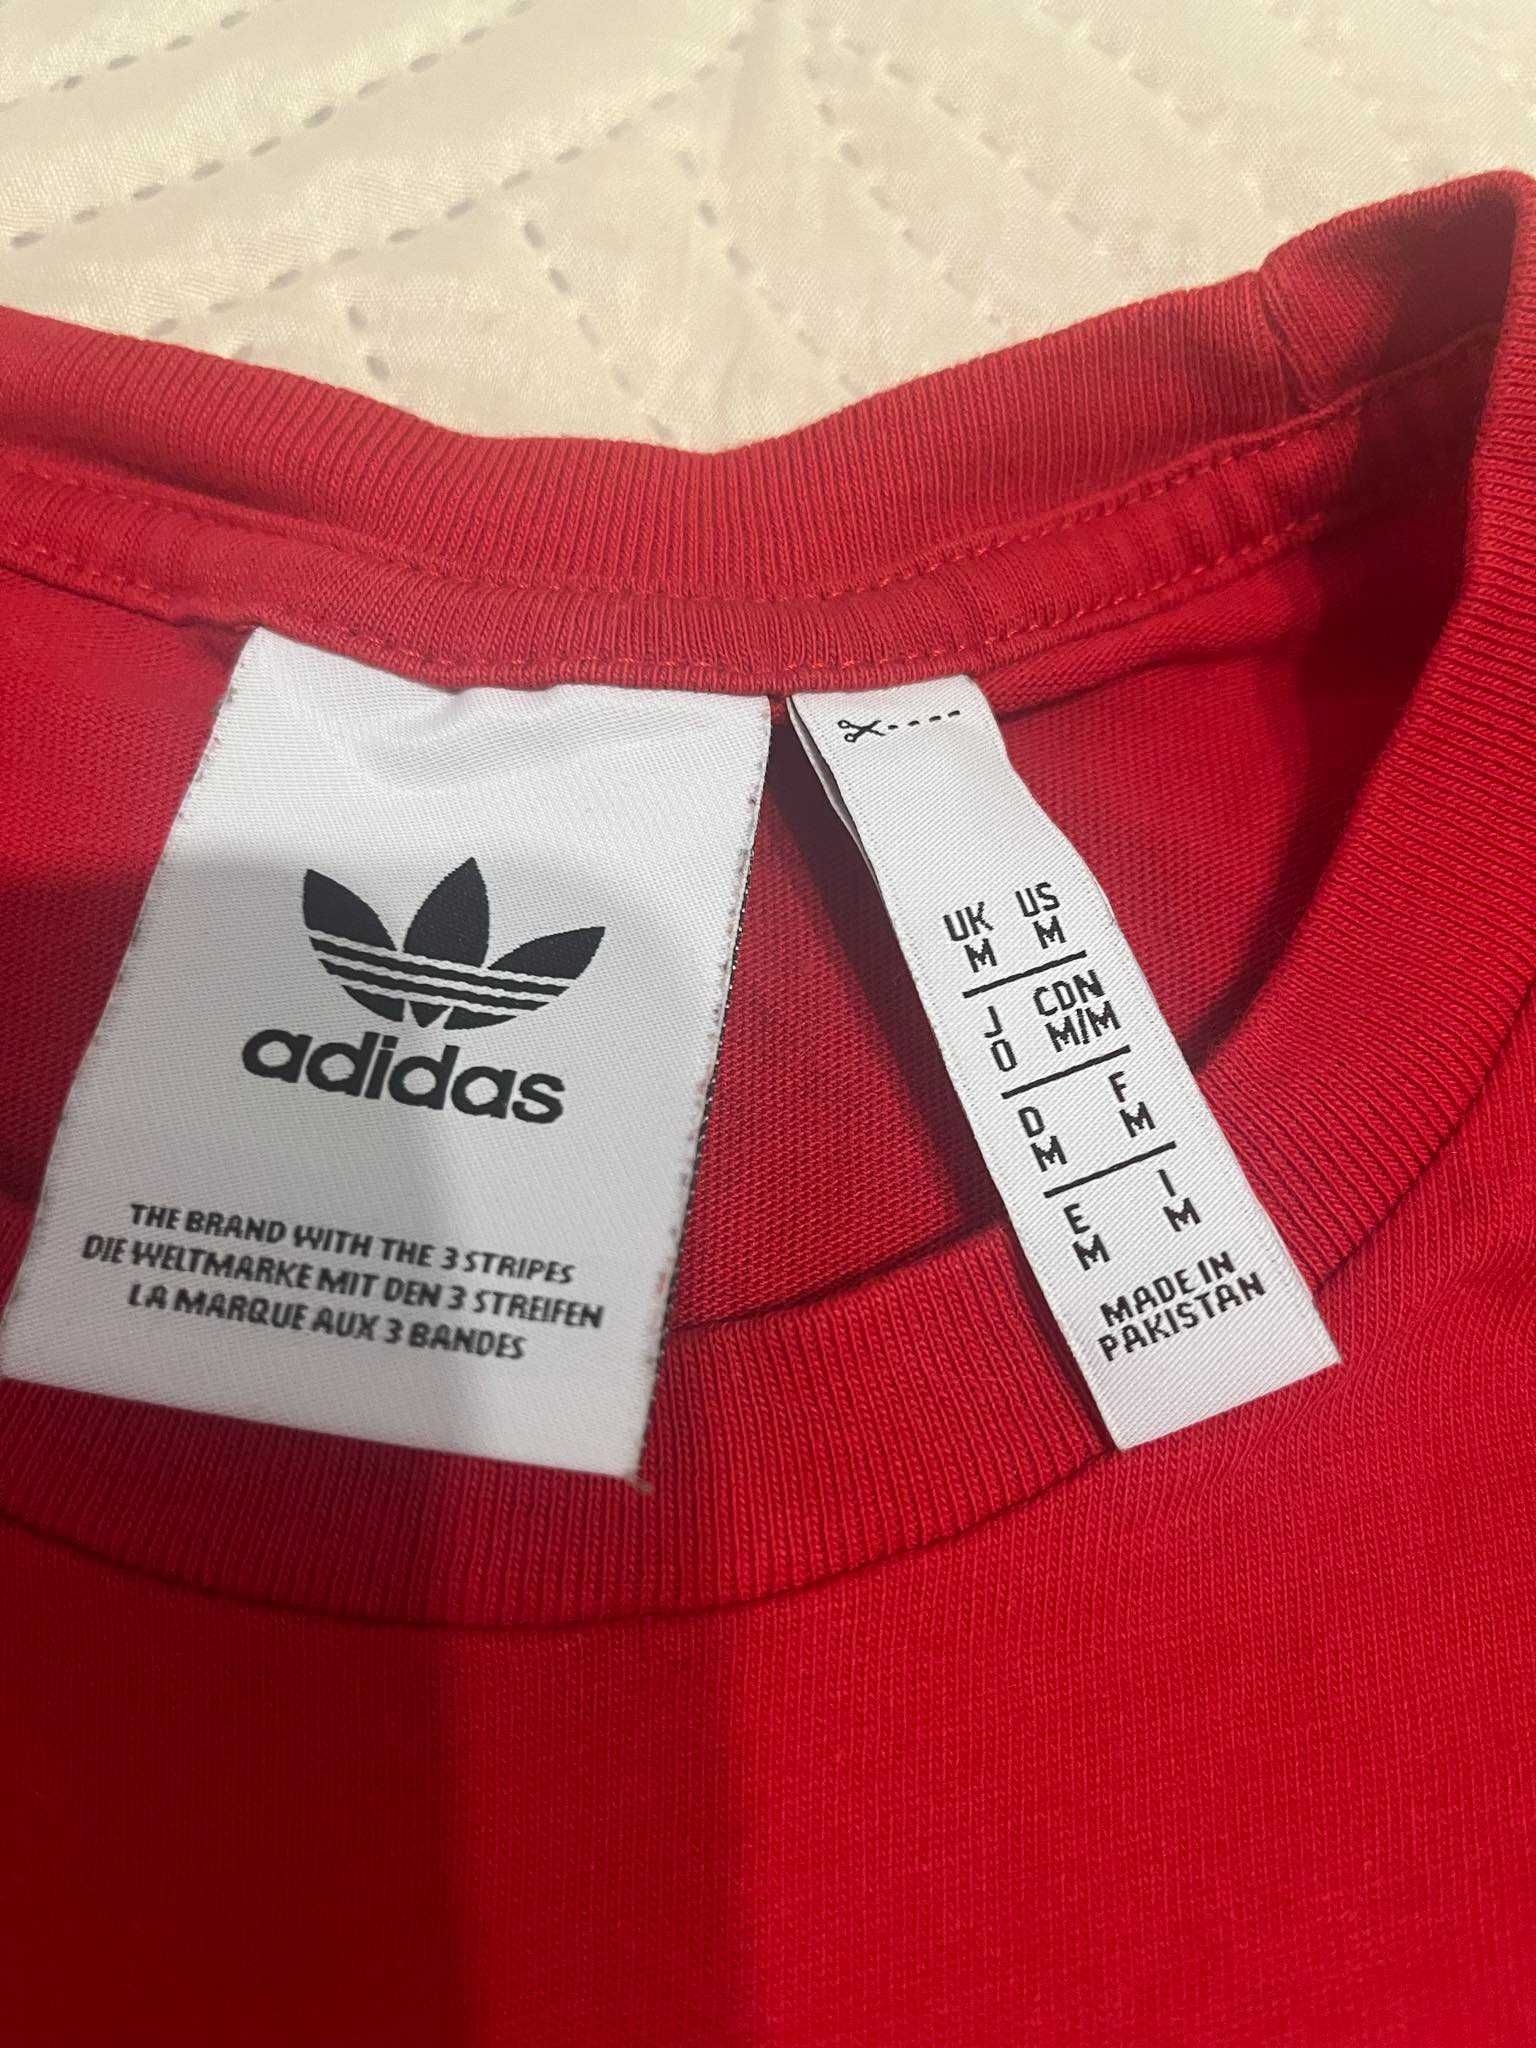 adidas
THE BRAND WITH THE 3 STRIPES
DIE WELTMARKE MIT DEN 3 STREIFEN
LA MARQUE AUX 3 BANDES
UK US
M M
J CDN
O M/M
D F
M M
E I
M M
MADE IN
PAKISTAN